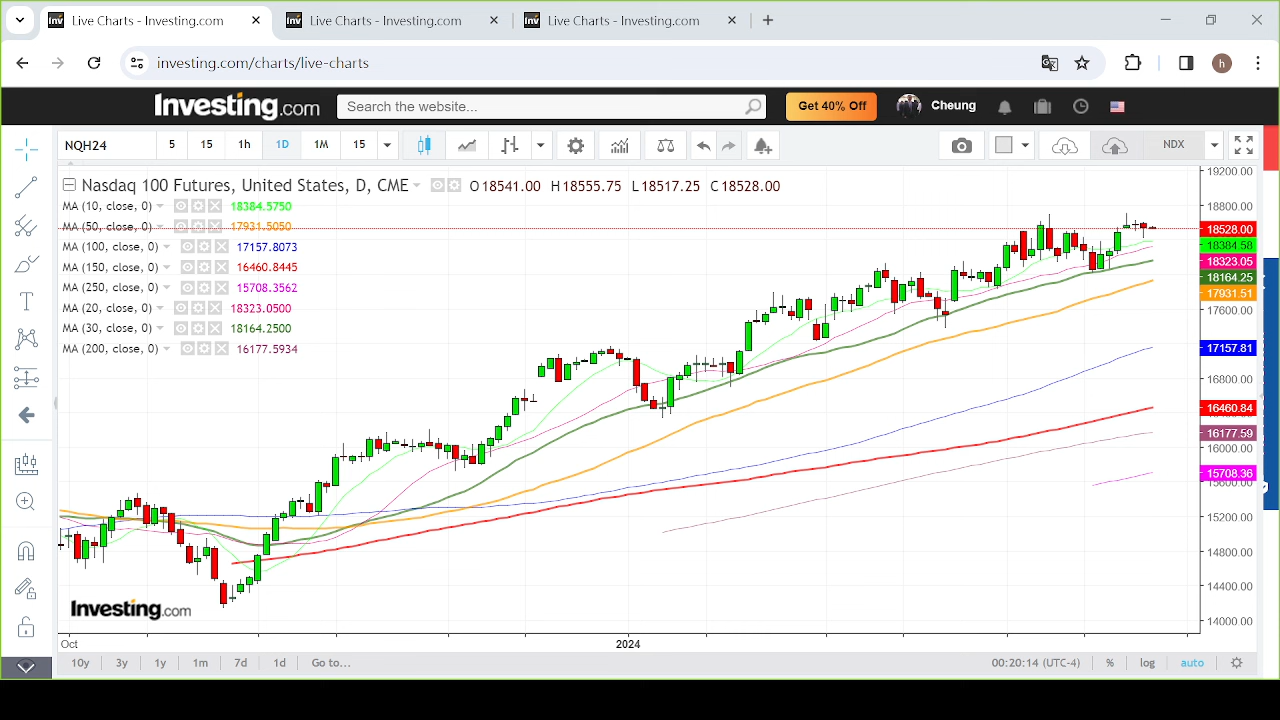 Live Charts - Investing.com
Live Charts - Investing.com
Live Charts - Investing.com
investing.com/charts/live-charts
h
Investing.com
Search the website...
Get 40% Off
Cheung
NQH24
5
15
1h
1D
1M
15
NDX
Nasdaq 100 Futures, United States, D, CME
O 18541.00 H 18555.75 L 18517.25 C 18528.00
MA (10, close, 0) 18384.5750
MA (50, close, 0) 17931.5050
MA (100, close, 0) 17157.8073
MA (150, close, 0) 16460.8445
MA (250, close, 0) 15708.3562
MA (20, close, 0) 18323.0500
MA (30, close, 0) 18164.2500
MA (200, close, 0) 16177.5934
19200.00
18800.00
18528.00
18384.58
18323.05
18164.25
17931.51
17600.00
17157.81
16800.00
16460.84
16177.59
16000.00
15708.36
15600.00
15200.00
14800.00
14400.00
14000.00
Investing.com
Oct
2024
10y
3y
1y
1m
7d
1d
Go to...
00:20:14 (UTC-4)
%
log
auto